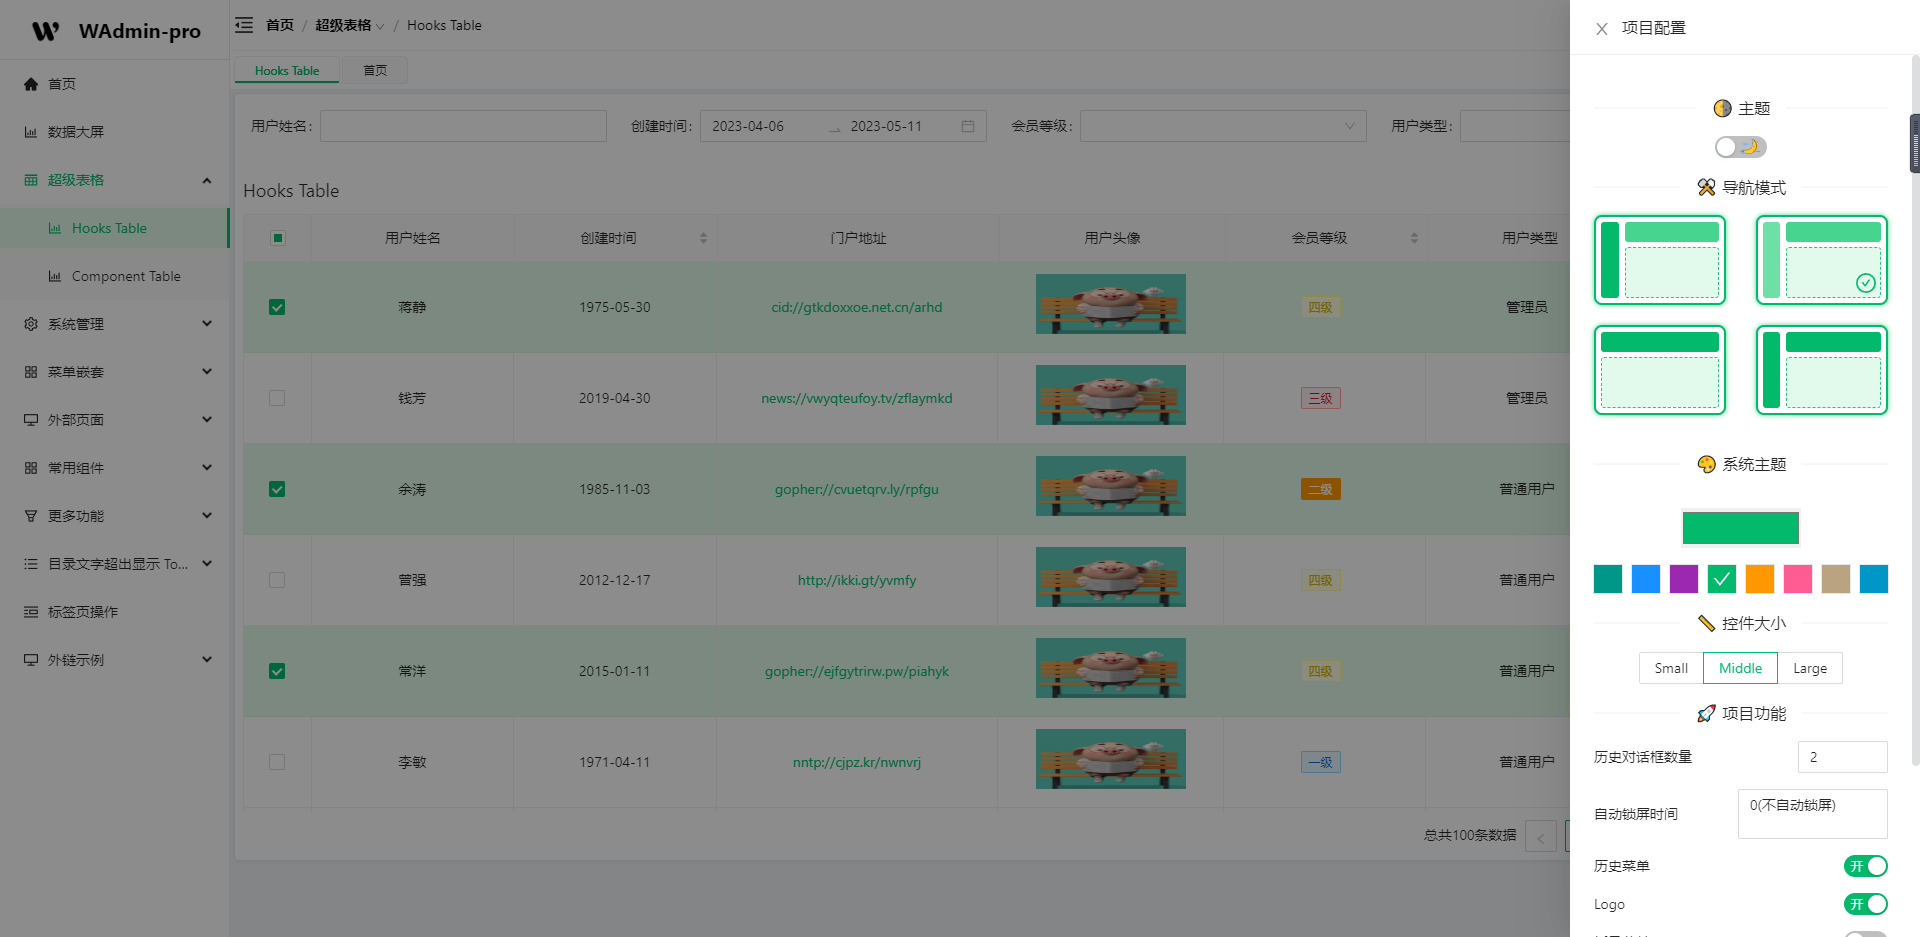 WAdmin-pro
首页
数据大屏
超级表格
Hooks Table
Component Table
系统管理
菜单嵌套
外部页面
常用组件
更多功能
目录文字超出显示 To...
标签页操作
外链示例
首页 / 超级表格 / Hooks Table
Hooks Table 首页
用户姓名: 创建时间: 2023-04-06 2023-05-11 会员等级: 用户类型:
Hooks Table
用户姓名 创建时间 门户地址 用户头像 会员等级 用户类型
蒋静 1975-05-30 cid://gtkdoxxoe.net.cn/arhd 四级 管理员
钱芳 2019-04-30 news://vwyqteufoy.tv/zflaymkd 三级 管理员
余涛 1985-11-03 gopher://cvuetqrv.ly/rpfgu 二级 普通用户
曾强 2012-12-17 http://ikki.gt/yvmfy 四级 普通用户
常洋 2015-01-11 gopher://ejfgytrirw.pw/piahyk 四级 普通用户
李敏 1971-04-11 nntp://cjpz.kr/nwnvrj 一级 普通用户
总共100条数据
项目配置
主题
导航模式
系统主题
控件大小
Small Middle Large
项目功能
历史对话框数量 2
自动锁屏时间 0(不自动锁屏)
历史菜单 开
Logo 开